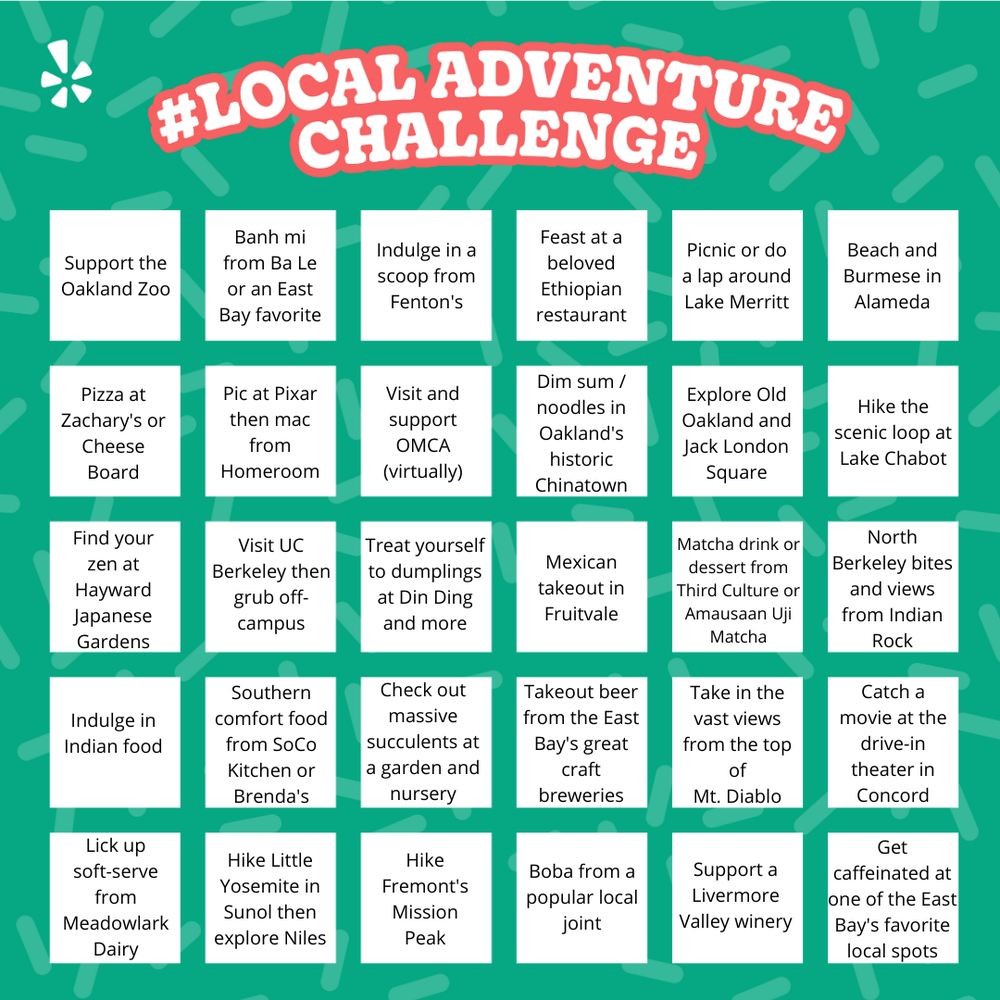 #LOCAL ADVENTURE
CHALLENGE
Support the
Oakland Zoo
Banh mi
from Ba Le
or an East
Bay favorite
Indulge in a
scoop from
Fenton's
Feast at a
beloved
Ethiopian
restaurant
Picnic or do
a lap around
Lake Merritt
Beach and
Burmese in
Alameda
Pizza at
Zachary's or
Cheese
Board
Pic at Pixar
then mac
from
Homeroom
Visit and
support
OMCA
(virtually)
Dim sum /
noodles in
Oakland's
historic
Chinatown
Explore Old
Oakland and
Jack London
Square
Hike the
scenic loop at
Lake Chabot
Find your
zen at
Hayward
Japanese
Gardens
Visit UC
Berkeley then
grub off-
campus
Treat yourself
to dumplings
at Din Ding
and more
Mexican
takeout in
Fruitvale
Matcha drink or
dessert from
Third Culture or
Amausaan Uji
Matcha
North
Berkeley bites
and views
from Indian
Rock
Indulge in
Indian food
Southern
comfort food
from SoCo
Kitchen or
Brenda's
Check out
massive
succulents at
a garden and
nursery
Takeout beer
from the East
Bay's great
craft
breweries
Take in the
vast views
from the top
of
Mt. Diablo
Catch a
movie at the
drive-in
theater in
Concord
Lick up
soft-serve
from
Meadowlark
Dairy
Hike Little
Yosemite in
Sunol then
explore Niles
Hike
Fremont's
Mission
Peak
Boba from a
popular local
joint
Support a
Livermore
Valley winery
Get
caffeinated at
one of the East
Bay's favorite
local spots